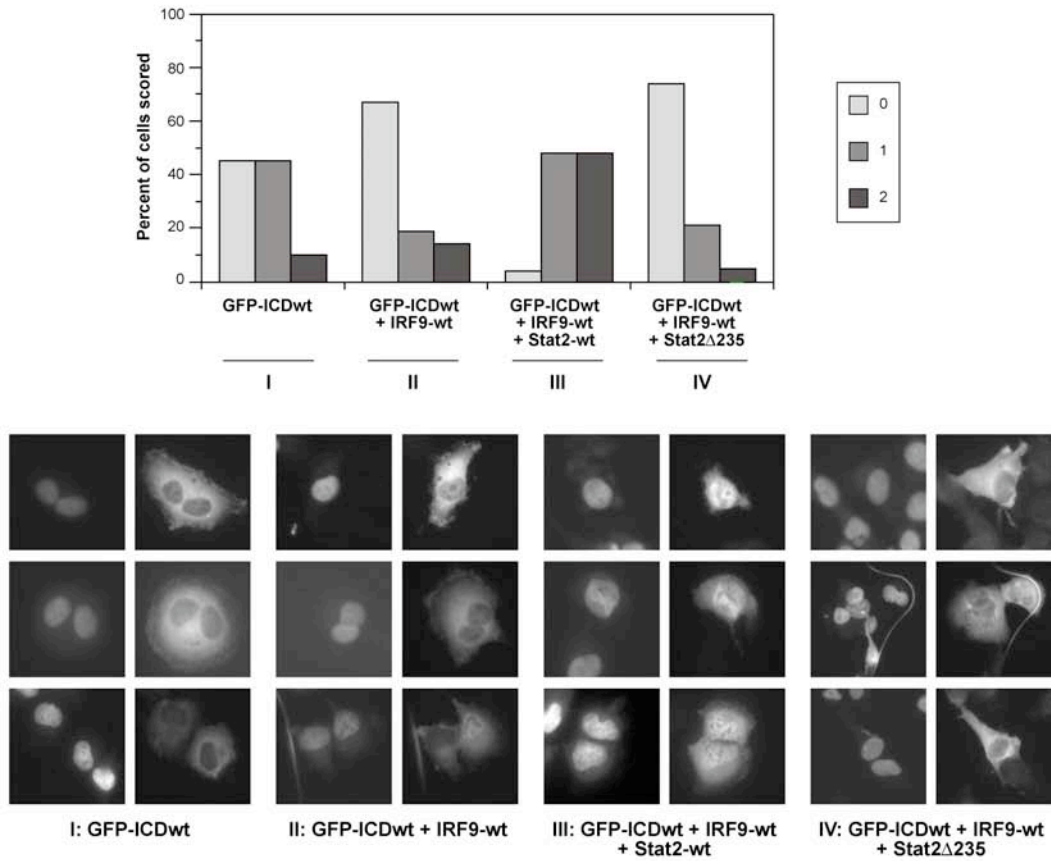 Percent of cells scored
100
80
60
40
20
0
0
1
2
GFP-ICDwt
GFP-ICDwt
+ IRF9-wt
GFP-ICDwt
+ IRF9-wt
+ Stat2-wt
GFP-ICDwt
+ IRF9-wt
+ Stat2Δ235
I
II
III
IV
I: GFP-ICDwt
II: GFP-ICDwt + IRF9-wt
III: GFP-ICDwt + IRF9-wt
+ Stat2-wt
IV: GFP-ICDwt + IRF9-wt
+ Stat2Δ235